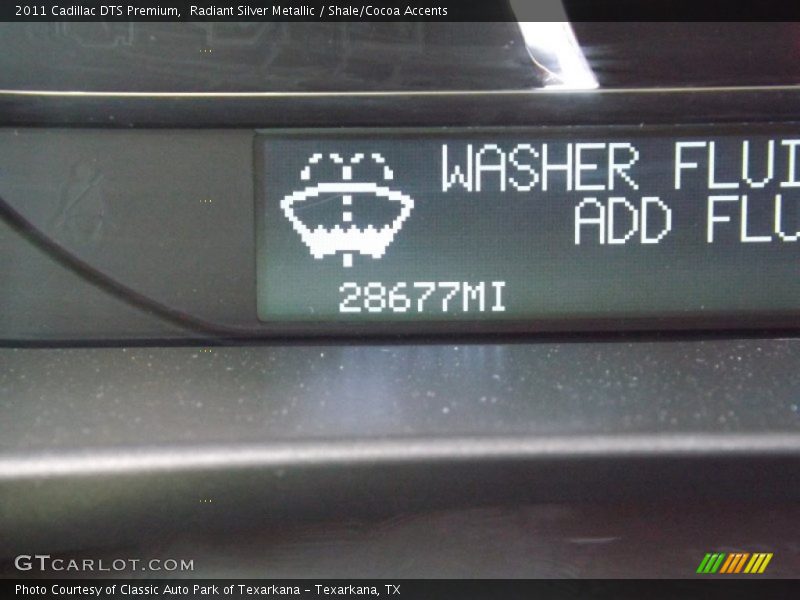 2011 Cadillac DTS Premium,  Radiant Silver Metallic / Shale/Cocoa Accents
WASHER FLUI
ADD FLU
28677MI
GTCARLOT.COM
Photo Courtesy of Classic Auto Park of Texarkana – Texarkana, TX